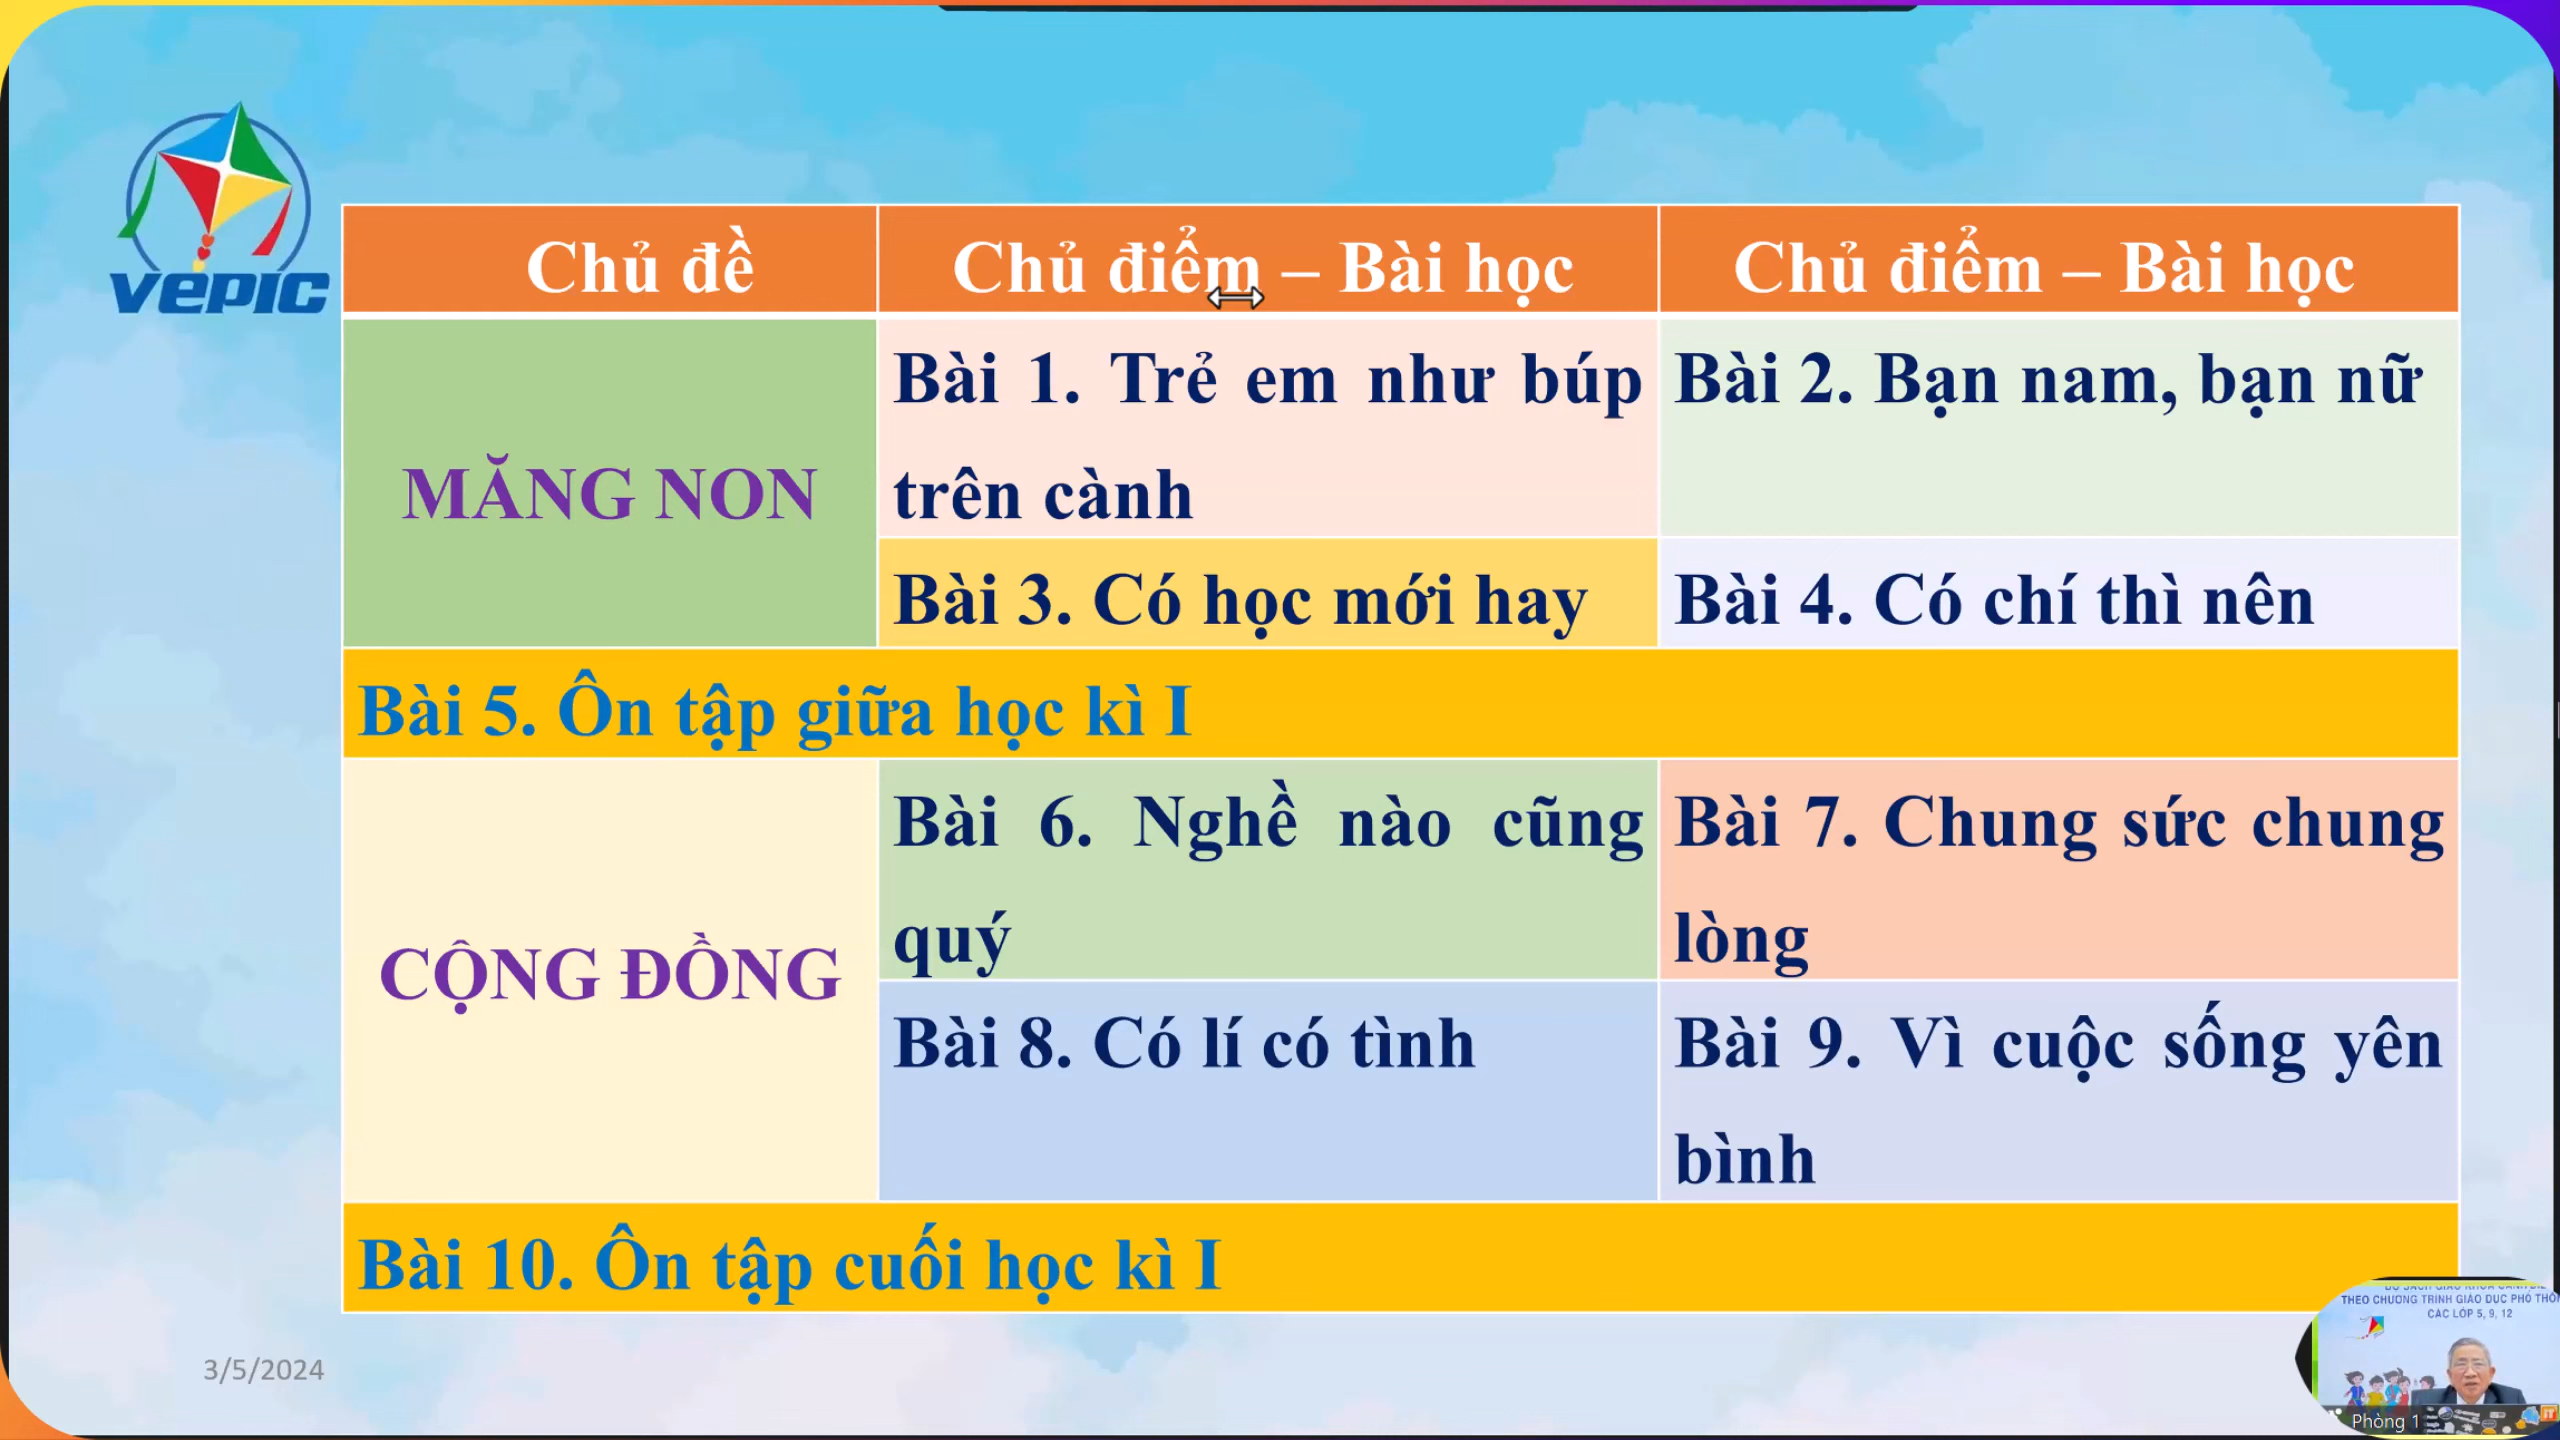 vepic
Chủ đề
Chủ điểm – Bài học
Chủ điểm – Bài học
MĂNG NON
Bài 1. Trẻ em như búp
trên cành
Bài 2. Bạn nam, bạn nữ
Bài 3. Có học mới hay
Bài 4. Có chí thì nên
Bài 5. Ôn tập giữa học kì I
CỘNG ĐỒNG
Bài 6. Nghề nào cũng
quý
Bài 7. Chung sức chung
lòng
Bài 8. Có lí có tình
Bài 9. Vì cuộc sống yên
bình
Bài 10. Ôn tập cuối học kì I
THEO CHƯƠNG TRÌNH GIÁO DỤC PHỔ
CÁC LỚP 5, 9, 12
3/5/2024
Phòng 1